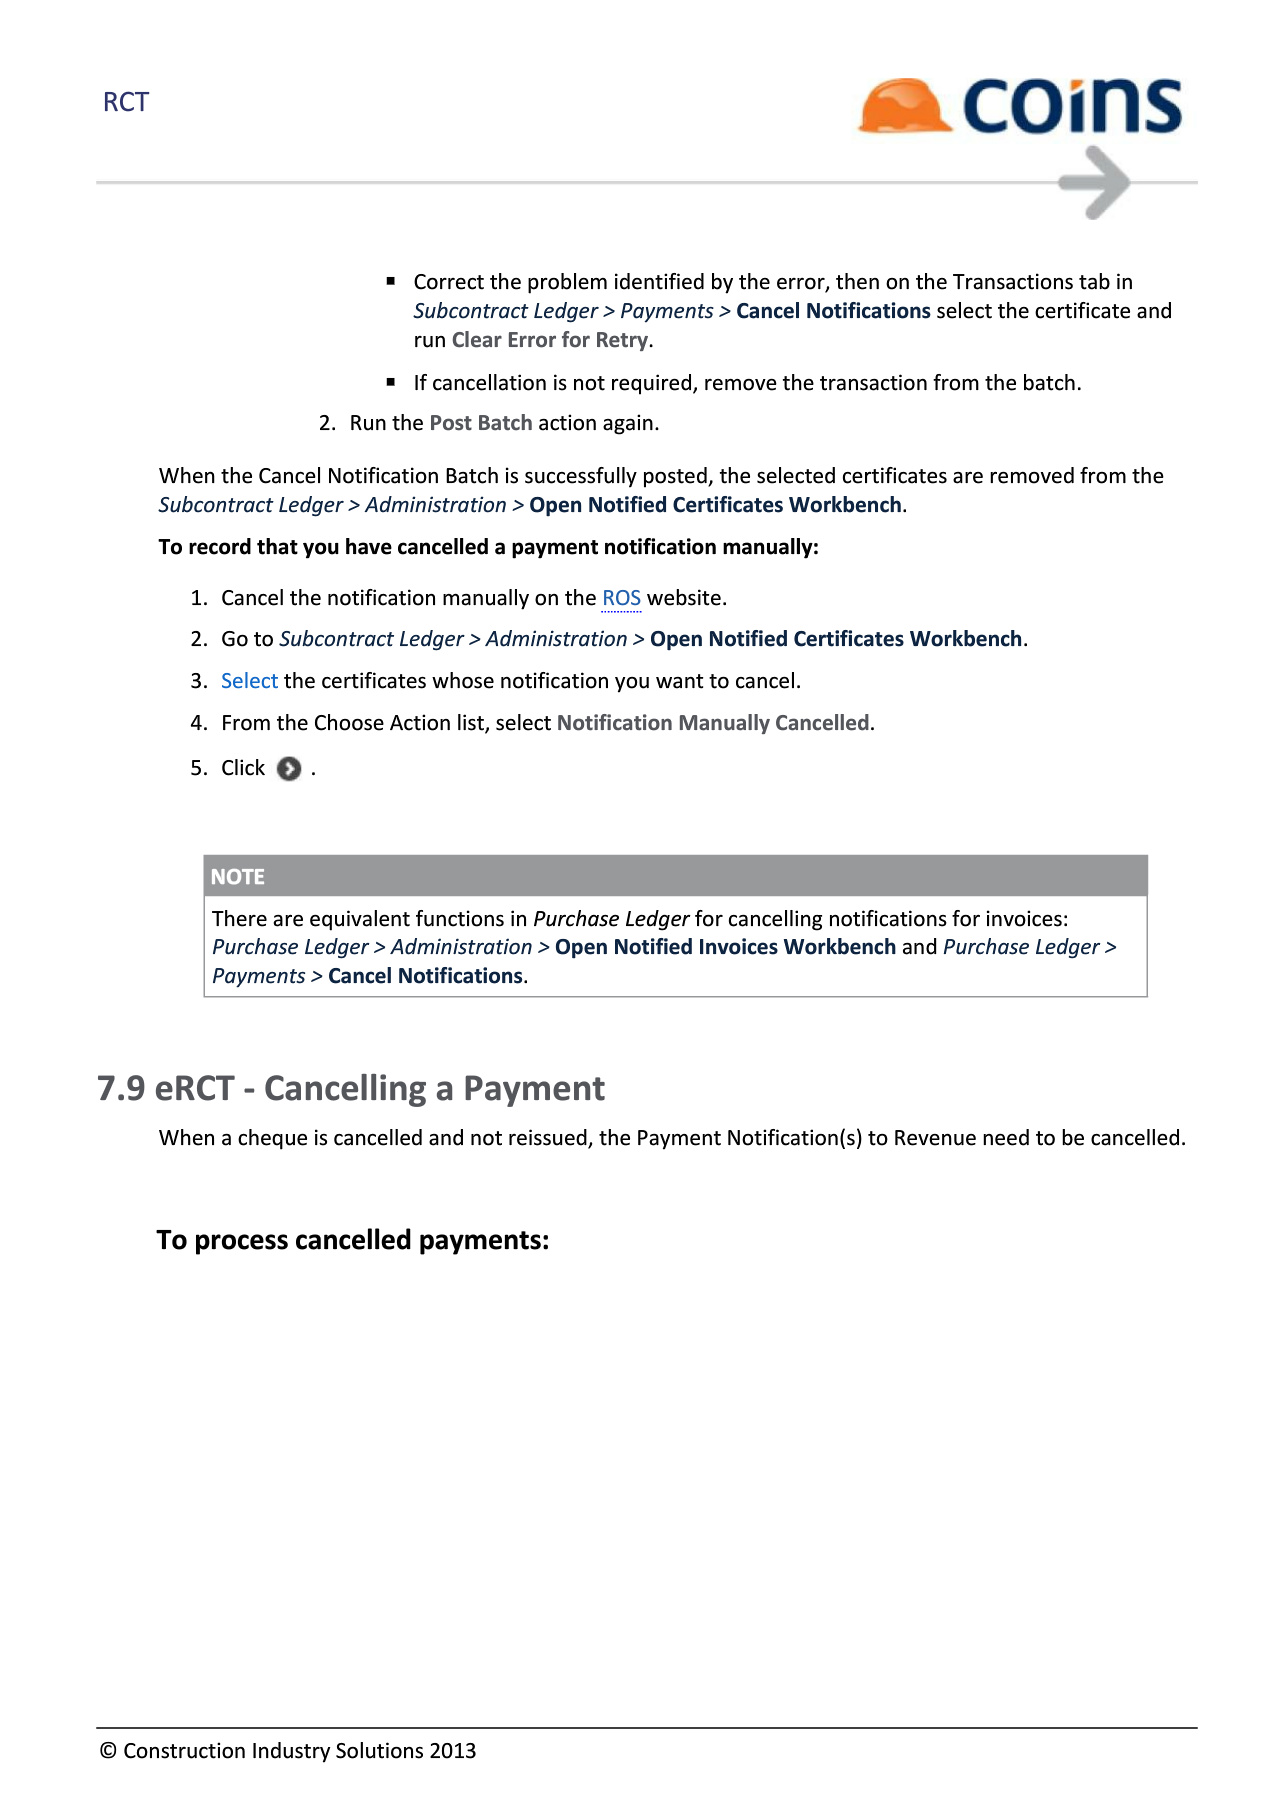 RCT
coins
▪ Correct the problem identified by the error, then on the Transactions tab in
Subcontract Ledger > Payments > Cancel Notifications select the certificate and
run Clear Error for Retry.
▪ If cancellation is not required, remove the transaction from the batch.
2. Run the Post Batch action again.
When the Cancel Notification Batch is successfully posted, the selected certificates are removed from the
Subcontract Ledger > Administration > Open Notified Certificates Workbench.
To record that you have cancelled a payment notification manually:
1. Cancel the notification manually on the ROS website.
2. Go to Subcontract Ledger > Administration > Open Notified Certificates Workbench.
3. Select the certificates whose notification you want to cancel.
4. From the Choose Action list, select Notification Manually Cancelled.
5. Click .
NOTE
There are equivalent functions in Purchase Ledger for cancelling notifications for invoices:
Purchase Ledger > Administration > Open Notified Invoices Workbench and Purchase Ledger >
Payments > Cancel Notifications.
7.9 eRCT - Cancelling a Payment
When a cheque is cancelled and not reissued, the Payment Notification(s) to Revenue need to be cancelled.
To process cancelled payments:
© Construction Industry Solutions 2013